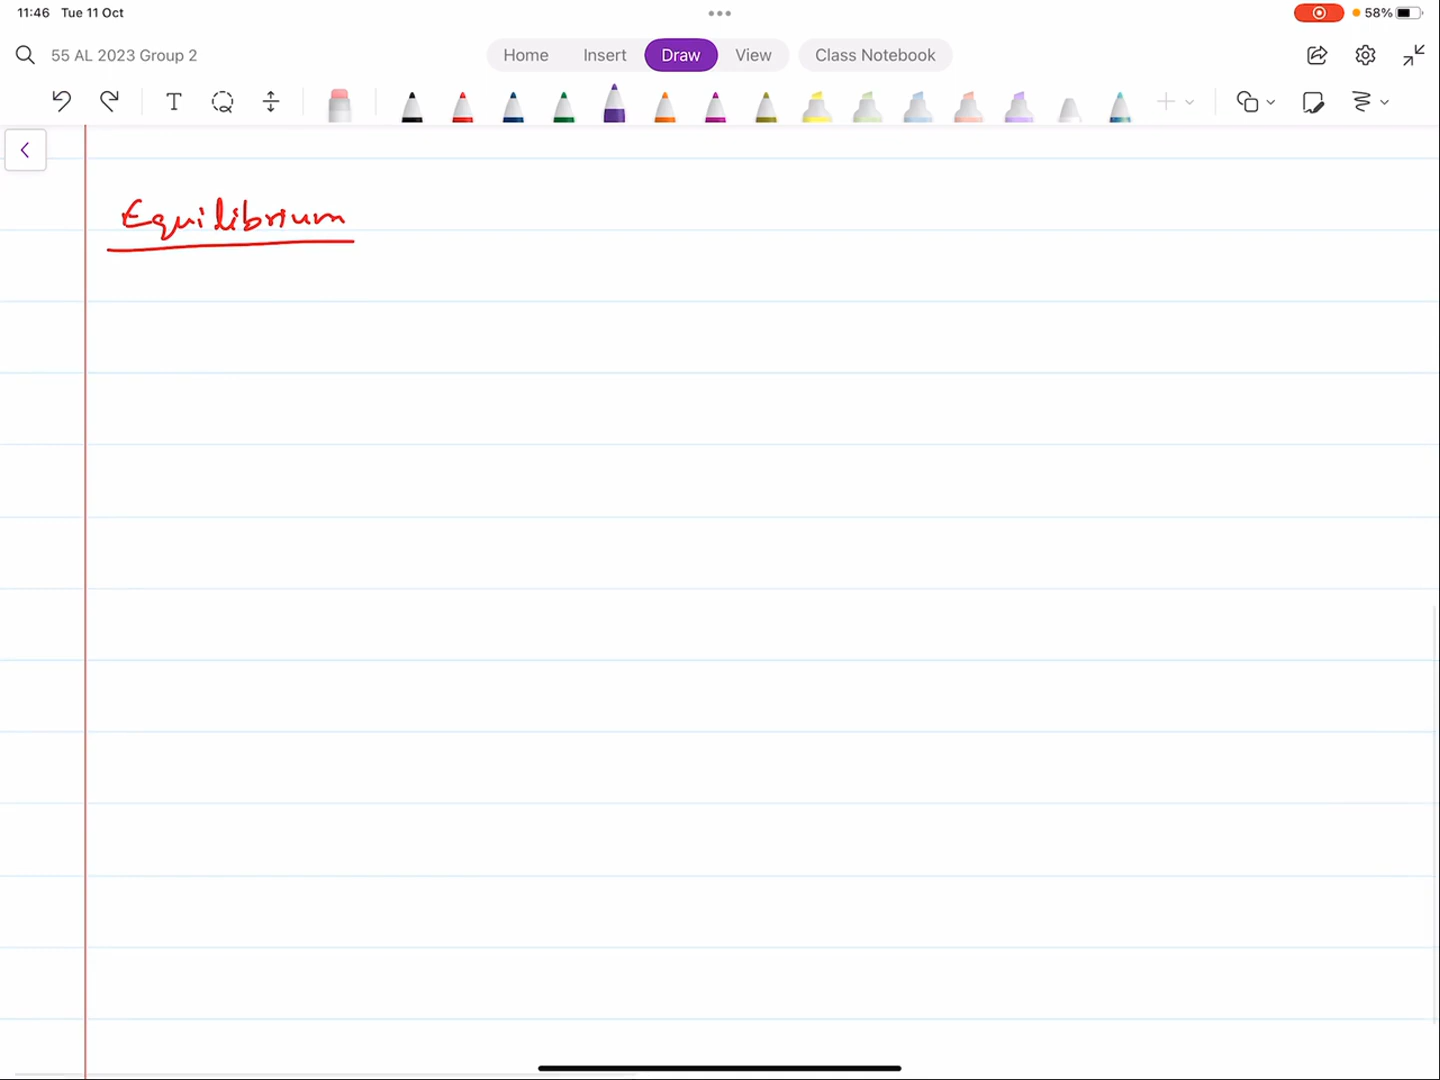 11:46 Tue 11 Oct 58%
55 AL 2023 Group 2 Home Insert Draw View Class Notebook
T
Equilibrium